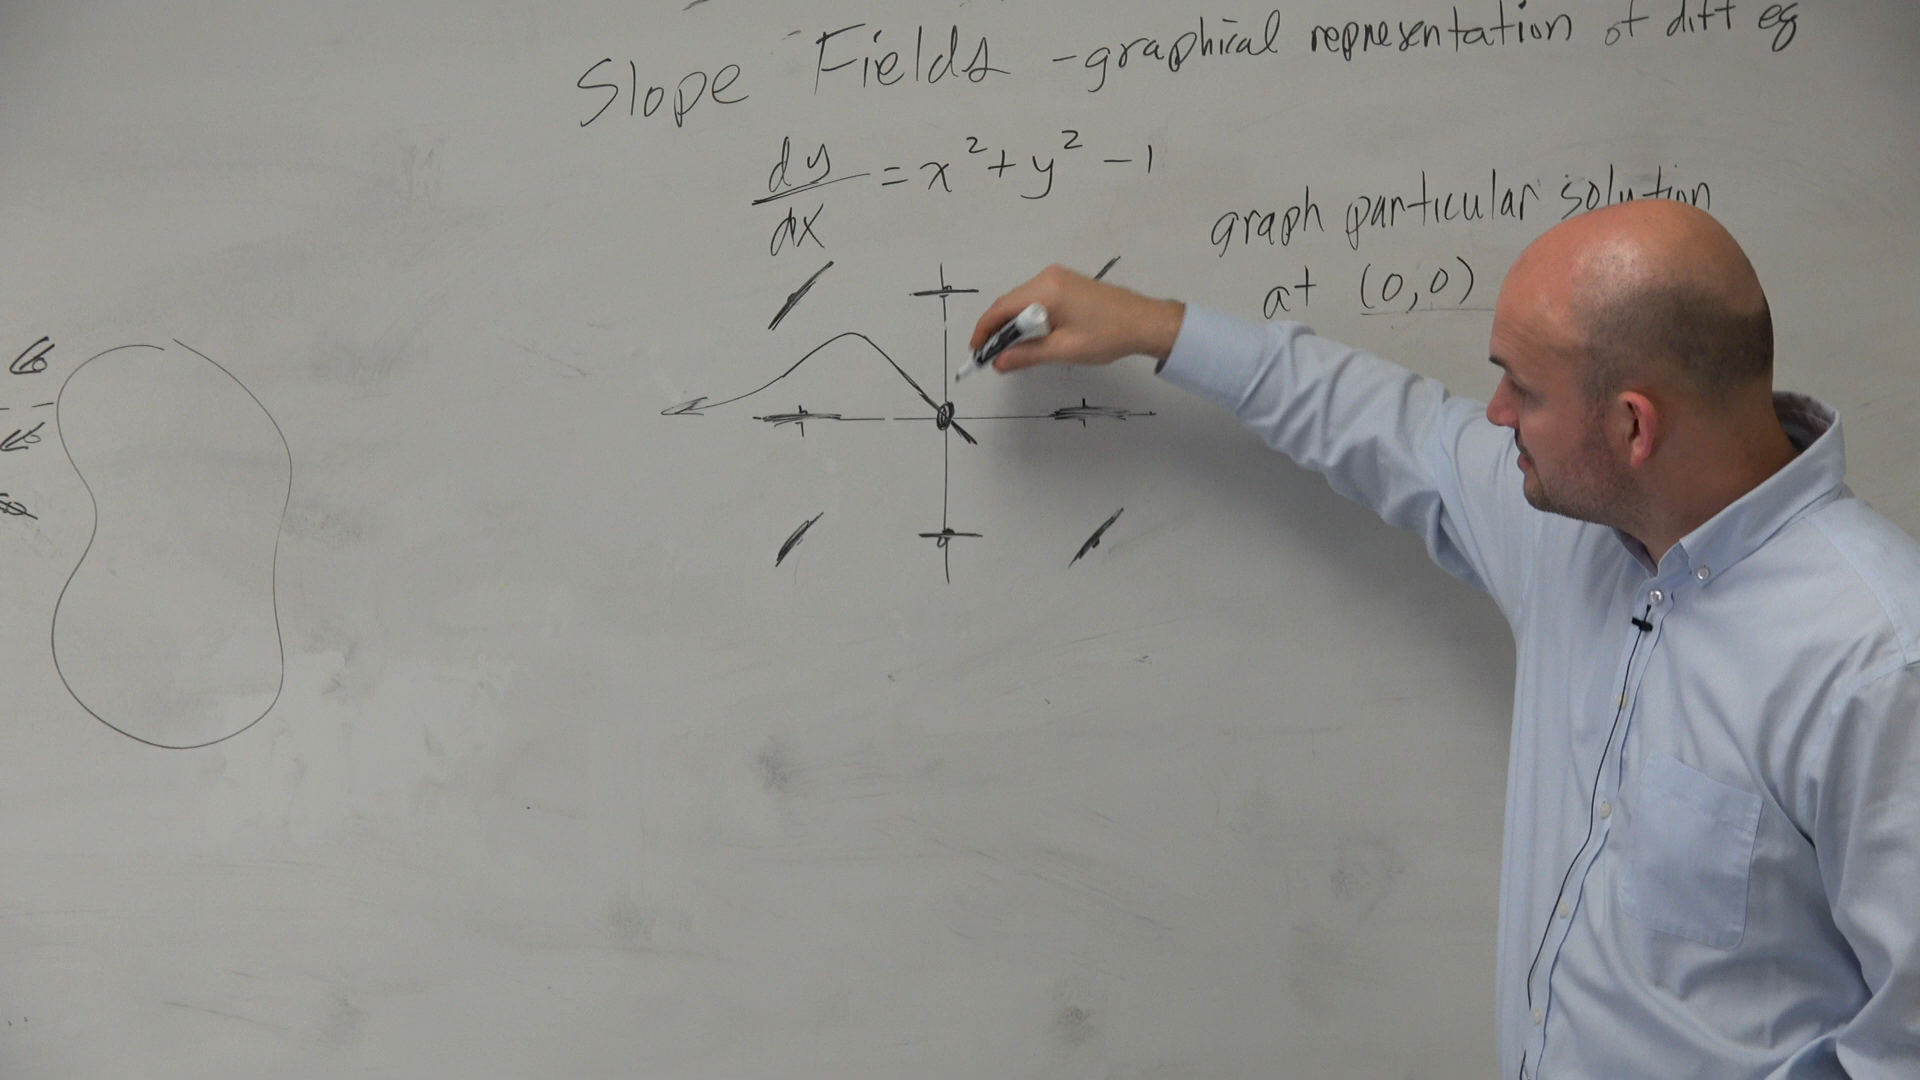 Slope Fields - graphical representation of diff eq
dy/dx = x² + y² - 1
graph particular solution
at (0,0)